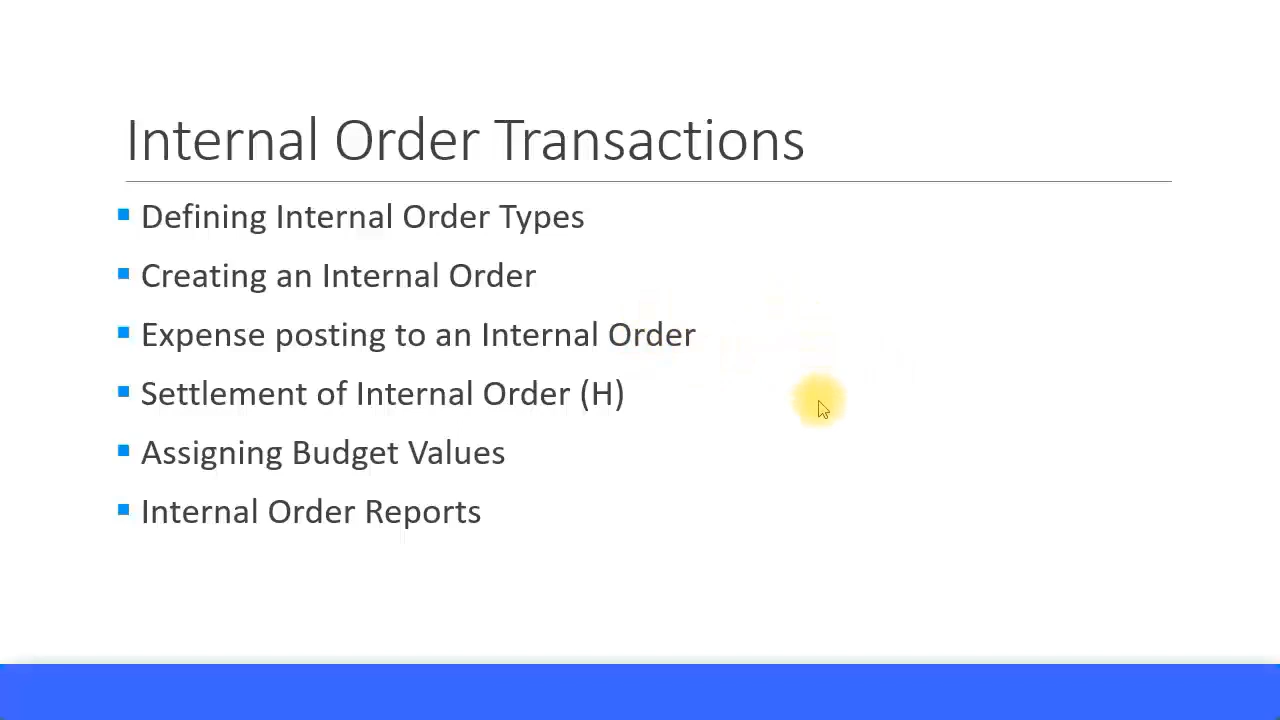 Internal Order Transactions
Defining Internal Order Types
Creating an Internal Order
Expense posting to an Internal Order
Settlement of Internal Order (H)
Assigning Budget Values
Internal Order Reports